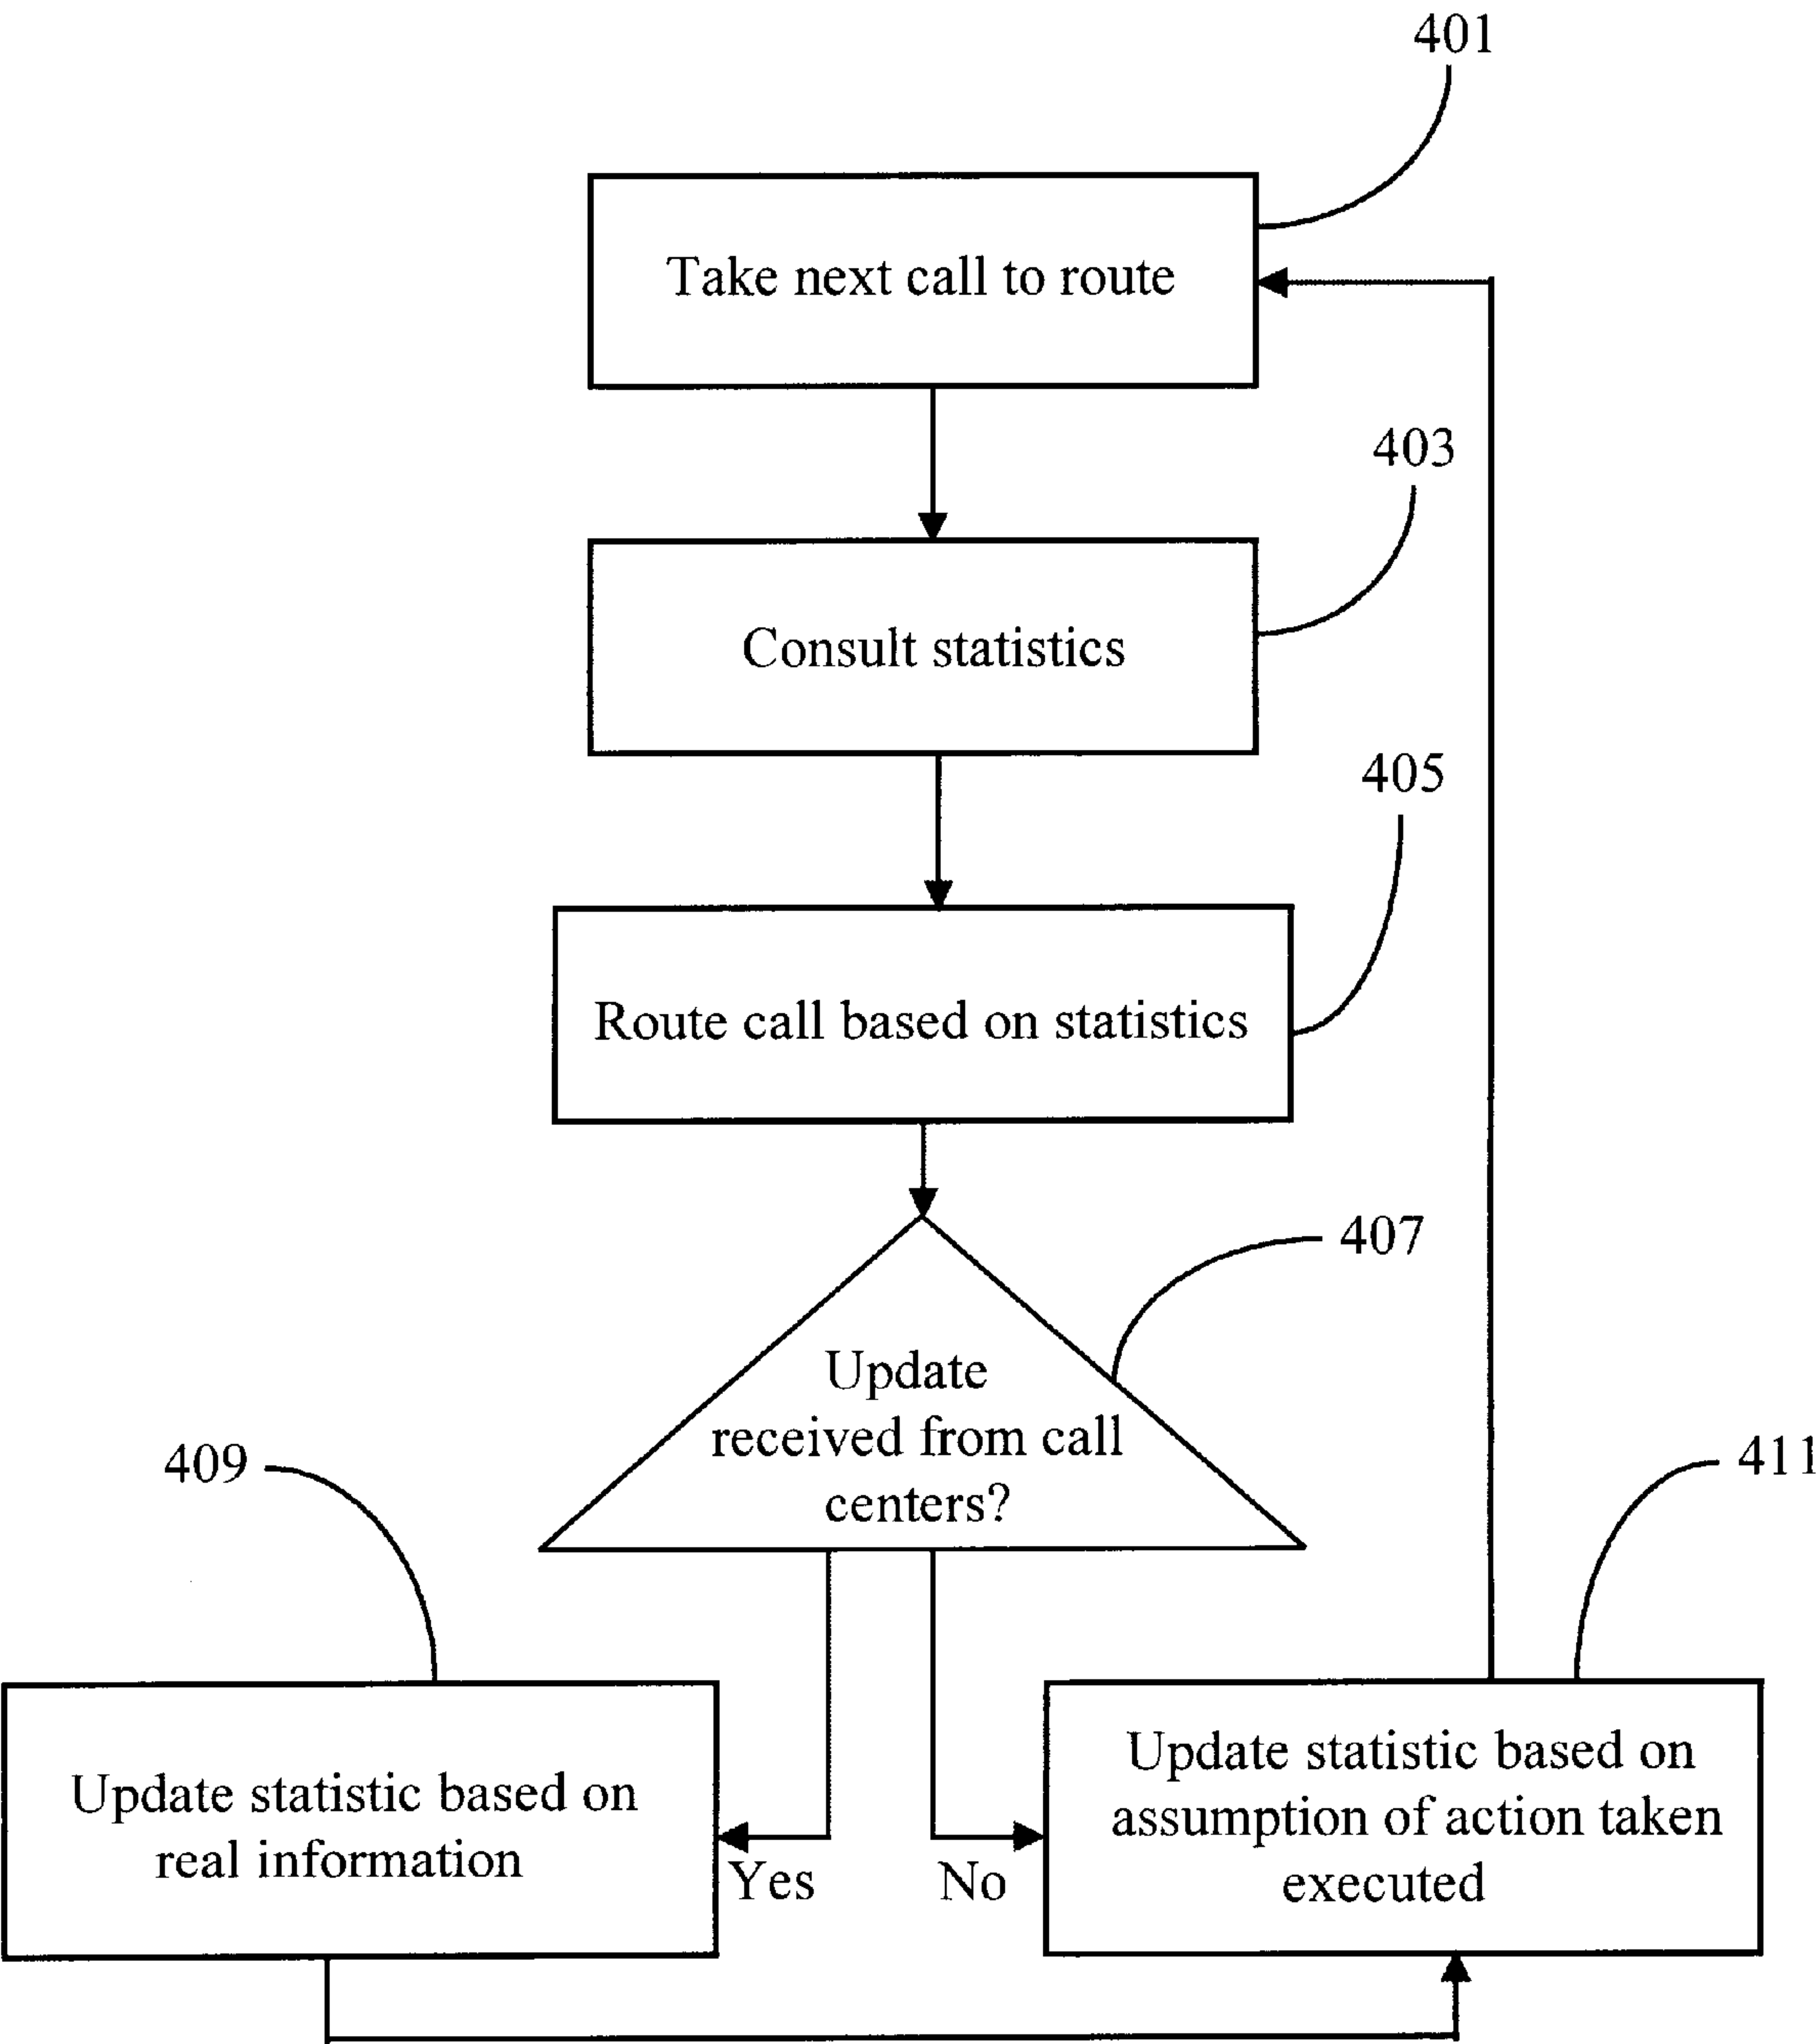 401
Take next call to route
403
Consult statistics
405
Route call based on statistics
407
Update
received from call
centers?
409
411
Update statistic based on
real information
Yes
No
Update statistic based on
assumption of action taken
executed